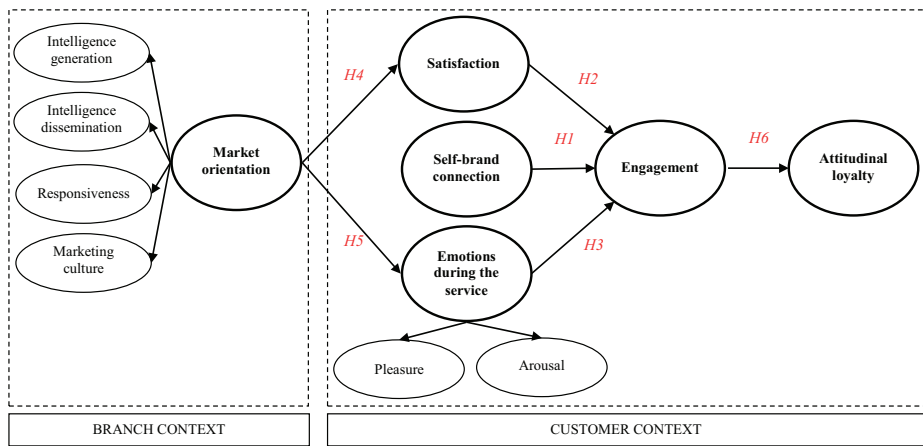 Intelligence
generation
Intelligence
dissemination
Responsiveness
Marketing
culture
Market
orientation
H4
H5
Satisfaction
Self-brand
connection
Emotions
during the
service
Pleasure
Arousal
H2
H1
H3
Engagement
H6
Attitudinal
loyalty
BRANCH CONTEXT
CUSTOMER CONTEXT